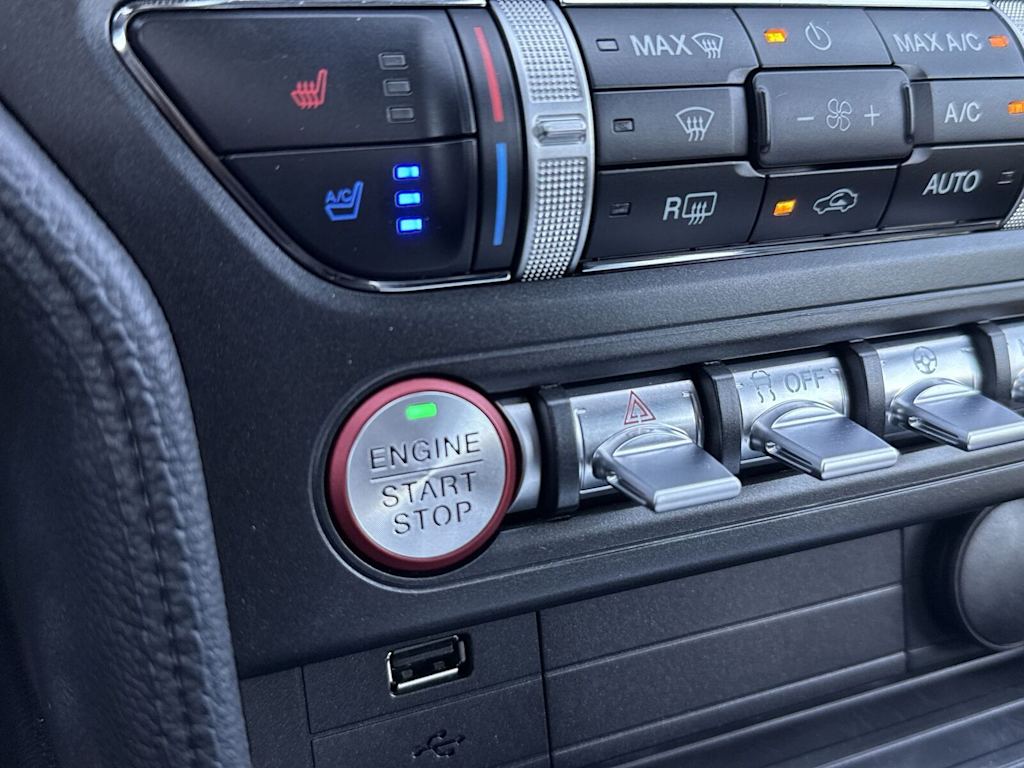 MAX
MAX A/C
A/C
A/C
R
AUTO
OFF
ENGINE
START
STOP